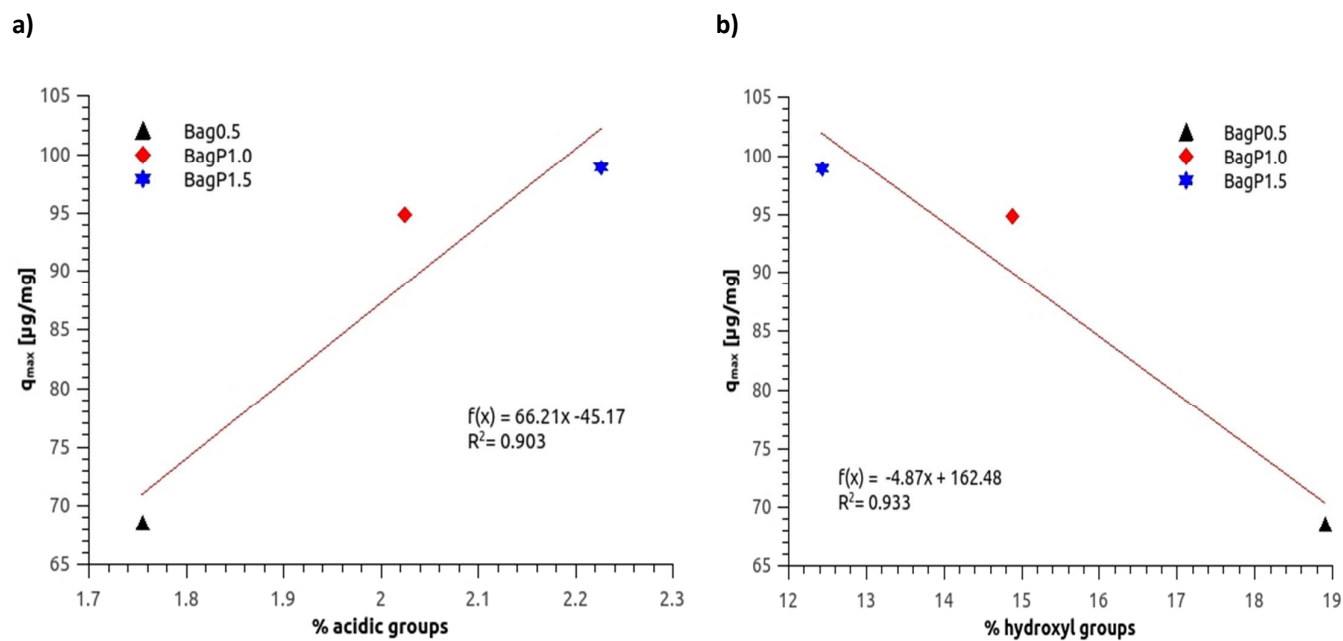 a)
105
100
95
90
85
80
75
70
65
qmax [µg/mg]
Bag0.5
BagP1.0
BagP1.5
f(x) = 66.21x -45.17
R²= 0.903
1.7 1.8 1.9 2 2.1 2.2 2.3
% acidic groups
b)
105
100
95
90
85
80
75
70
65
qmax [µg/mg]
BagP0.5
BagP1.0
BagP1.5
f(x) = -4.87x + 162.48
R²= 0.933
12 13 14 15 16 17 18 19
% hydroxyl groups